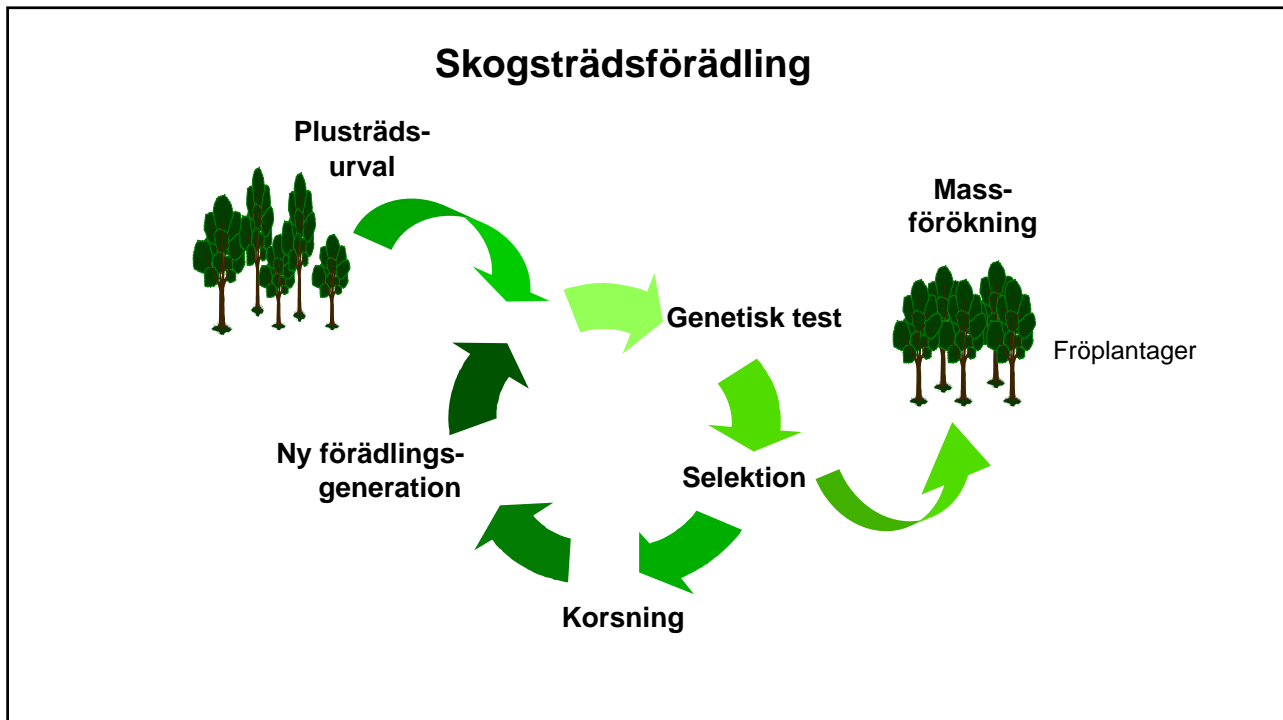 Skogsträdsförädling
Plusträds-
urval
Mass-
förökning
Genetisk test
Fröplantager
Ny förädlings-
generation
Selektion
Korsning